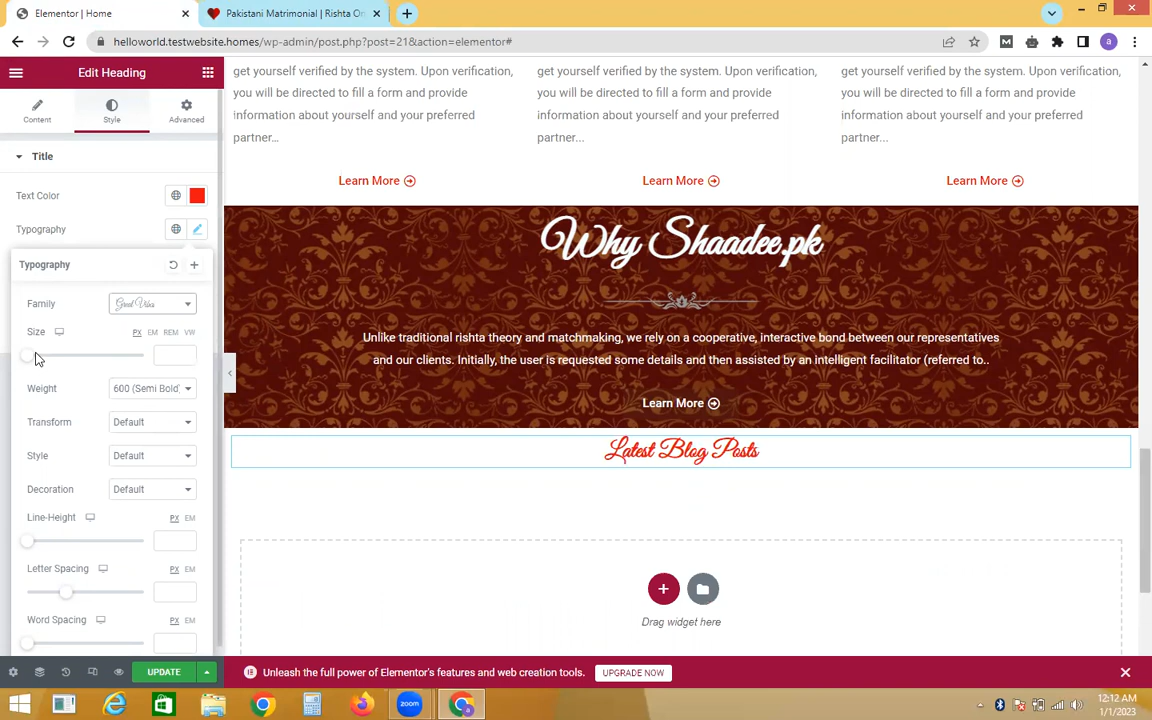 Elementor | Home
Pakistani Matrimonial | Rishta On
helloworld.testwebsite.homes/wp-admin/post.php?post=21&action=elementor#
a
Edit Heading
Content
Style
Advanced
Title
Text Color
Typography
Typography
Family
Great Vibes
Size
PX EM REM VW
Weight
600 (Semi Bold)
Transform
Default
Style
Default
Decoration
Default
Line-Height
PX EM
Letter Spacing
PX EM
Word Spacing
PX EM
UPDATE
get yourself verified by the system. Upon verification,
you will be directed to fill a form and provide
information about yourself and your preferred
partner...
Learn More
get yourself verified by the system. Upon verification,
you will be directed to fill a form and provide
information about yourself and your preferred
partner...
Learn More
get yourself verified by the system. Upon verification,
you will be directed to fill a form and provide
information about yourself and your preferred
partner...
Learn More
Why Shaadee.pk
Unlike traditional rishta theory and matchmaking, we rely on a cooperative, interactive bond between our representatives
and our clients. Initially, the user is requested some details and then assisted by an intelligent facilitator (referred to..
Learn More
Latest Blog Posts
Drag widget here
Unleash the full power of Elementor's features and web creation tools.
UPGRADE NOW
zoom
12:12 AM
1/1/2023